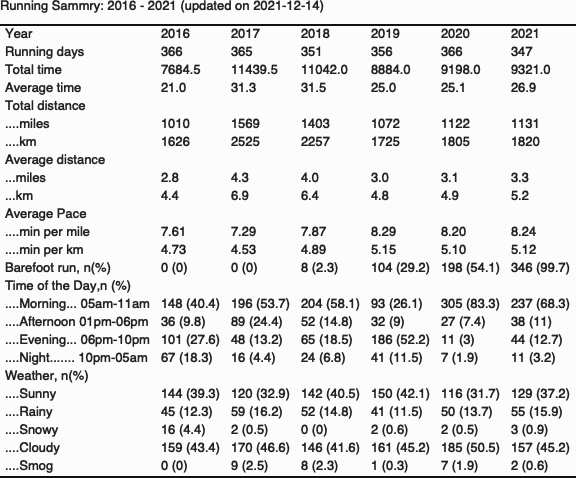 Running Sammry: 2016 - 2021 (updated on 2021-12-14)
Year 2016 2017 2018 2019 2020 2021
Running days 366 365 351 356 366 347
Total time 7684.5 11439.5 11042.0 8884.0 9198.0 9321.0
Average time 21.0 31.3 31.5 25.0 25.1 26.9
Total distance
....miles 1010 1569 1403 1072 1122 1131
....km 1626 2525 2257 1725 1805 1820
Average distance
...miles 2.8 4.3 4.0 3.0 3.1 3.3
...km 4.4 6.9 6.4 4.8 4.9 5.2
Average Pace
....min per mile 7.61 7.29 7.87 8.29 8.20 8.24
....min per km 4.73 4.53 4.89 5.15 5.10 5.12
Barefoot run, n(%) 0 (0) 0 (0) 8 (2.3) 104 (29.2) 198 (54.1) 346 (99.7)
Time of the Day,n (%)
....Morning... 05am-11am 148 (40.4) 196 (53.7) 204 (58.1) 93 (26.1) 305 (83.3) 237 (68.3)
....Afternoon 01pm-06pm 36 (9.8) 89 (24.4) 52 (14.8) 32 (9) 27 (7.4) 38 (11)
....Evening... 06pm-10pm 101 (27.6) 48 (13.2) 65 (18.5) 186 (52.2) 11 (3) 44 (12.7)
....Night....... 10pm-05am 67 (18.3) 16 (4.4) 24 (6.8) 41 (11.5) 7 (1.9) 11 (3.2)
Weather, n(%)
....Sunny 144 (39.3) 120 (32.9) 142 (40.5) 150 (42.1) 116 (31.7) 129 (37.2)
....Rainy 45 (12.3) 59 (16.2) 52 (14.8) 41 (11.5) 50 (13.7) 55 (15.9)
....Snowy 16 (4.4) 2 (0.5) 0 (0) 2 (0.6) 2 (0.5) 3 (0.9)
....Cloudy 159 (43.4) 170 (46.6) 146 (41.6) 161 (45.2) 185 (50.5) 157 (45.2)
....Smog 0 (0) 9 (2.5) 8 (2.3) 1 (0.3) 7 (1.9) 2 (0.6)